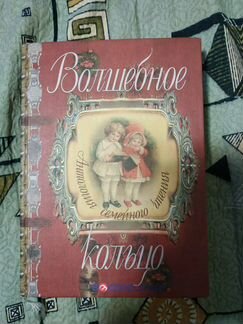 Волшебное
Антология семейного чтения
кольцо